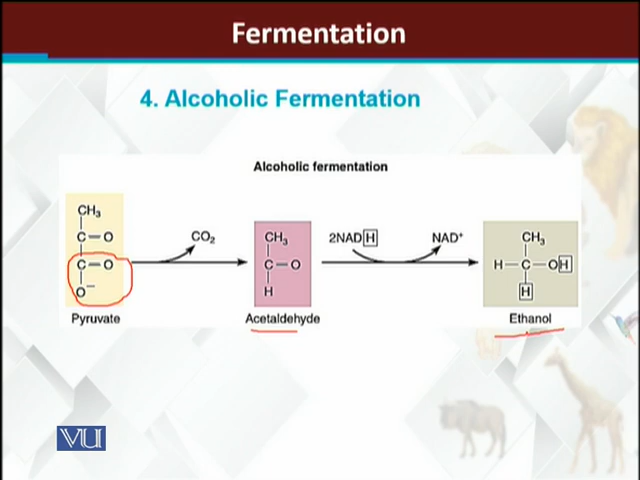 Fermentation
4. Alcoholic Fermentation
Alcoholic fermentation
CH₃
C=O
C=O
O⁻
Pyruvate
CO₂
CH₃
C=O
H
Acetaldehyde
2NADH
NAD⁺
CH₃
H—C—OH
H
Ethanol
VU